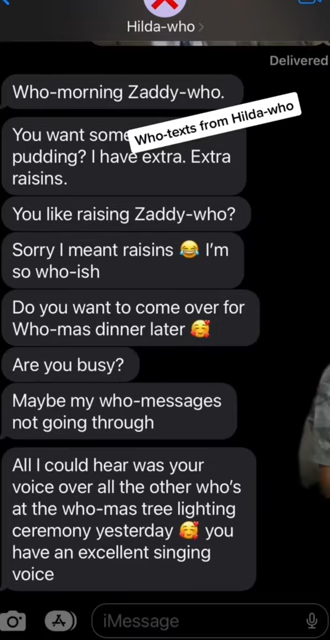 Hilda-who
Delivered
Who-morning Zaddy-who.
You want some
pudding? I have extra. Extra
raisins.
Who-texts from Hilda-who
You like raising Zaddy-who?
Sorry I meant raisins 😂 I'm
so who-ish
Do you want to come over for
Who-mas dinner later 🥰
Are you busy?
Maybe my who-messages
not going through
All I could hear was your
voice over all the other who's
at the who-mas tree lighting
ceremony yesterday 🥰 you
have an excellent singing
voice
iMessage